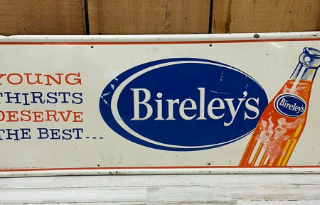 YOUNG
THIRSTS
DESERVE
THE BEST...
Bireley's
Bireley's